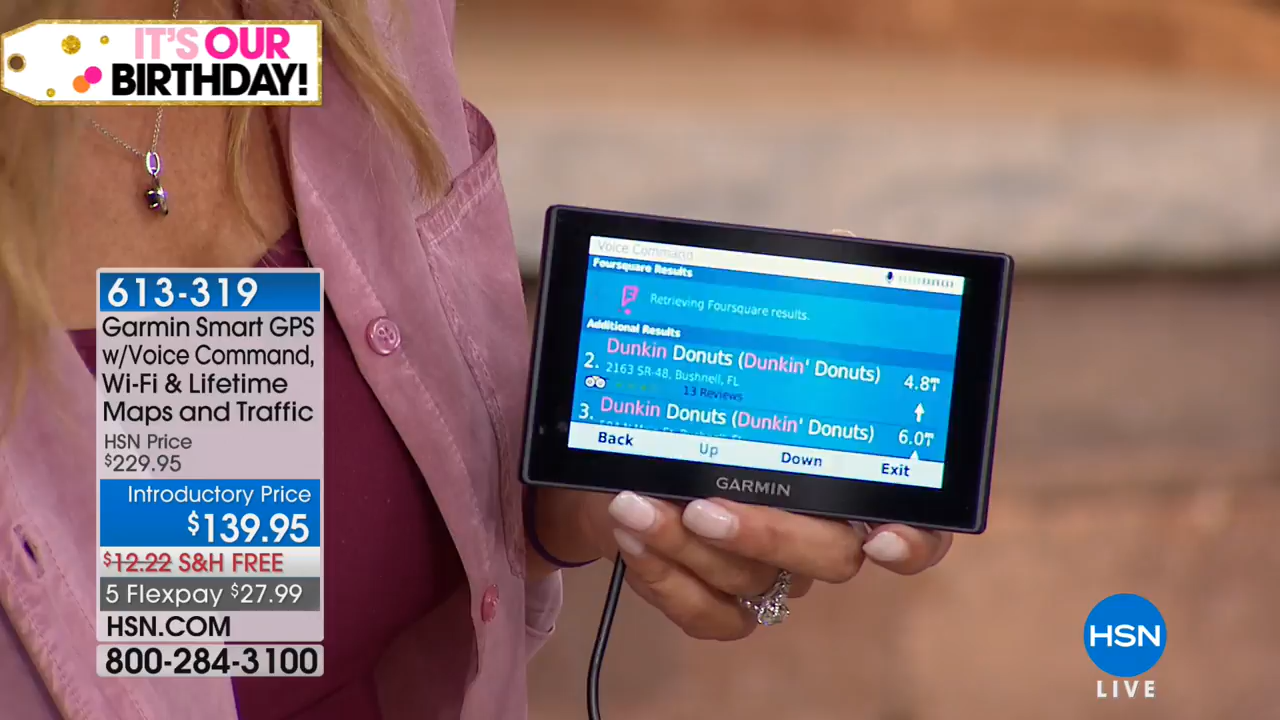 IT'S OUR
BIRTHDAY!
613-319
Garmin Smart GPS
w/Voice Command,
Wi-Fi & Lifetime
Maps and Traffic
HSN Price
$229.95
Introductory Price
$139.95
$12.22 S&H FREE
5 Flexpay $27.99
HSN.COM
800-284-3100
Voice Command
Foursquare Results
Retrieving Foursquare results.
Additional Results
2. Dunkin Donuts (Dunkin' Donuts) 4.8
2163 SR-48, Bushnell, FL
13 Reviews
3. Dunkin Donuts (Dunkin' Donuts) 6.0
Back Up Down Exit
GARMIN
HSN
LIVE